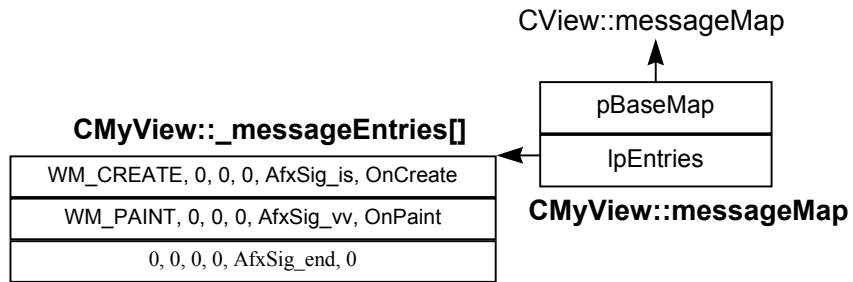 CView::messageMap
pBaseMap
lpEntries
CMyView::messageMap
CMyView::_messageEntries[]
WM_CREATE, 0, 0, 0, AfxSig_is, OnCreate
WM_PAINT, 0, 0, 0, AfxSig_vv, OnPaint
0, 0, 0, 0, AfxSig_end, 0